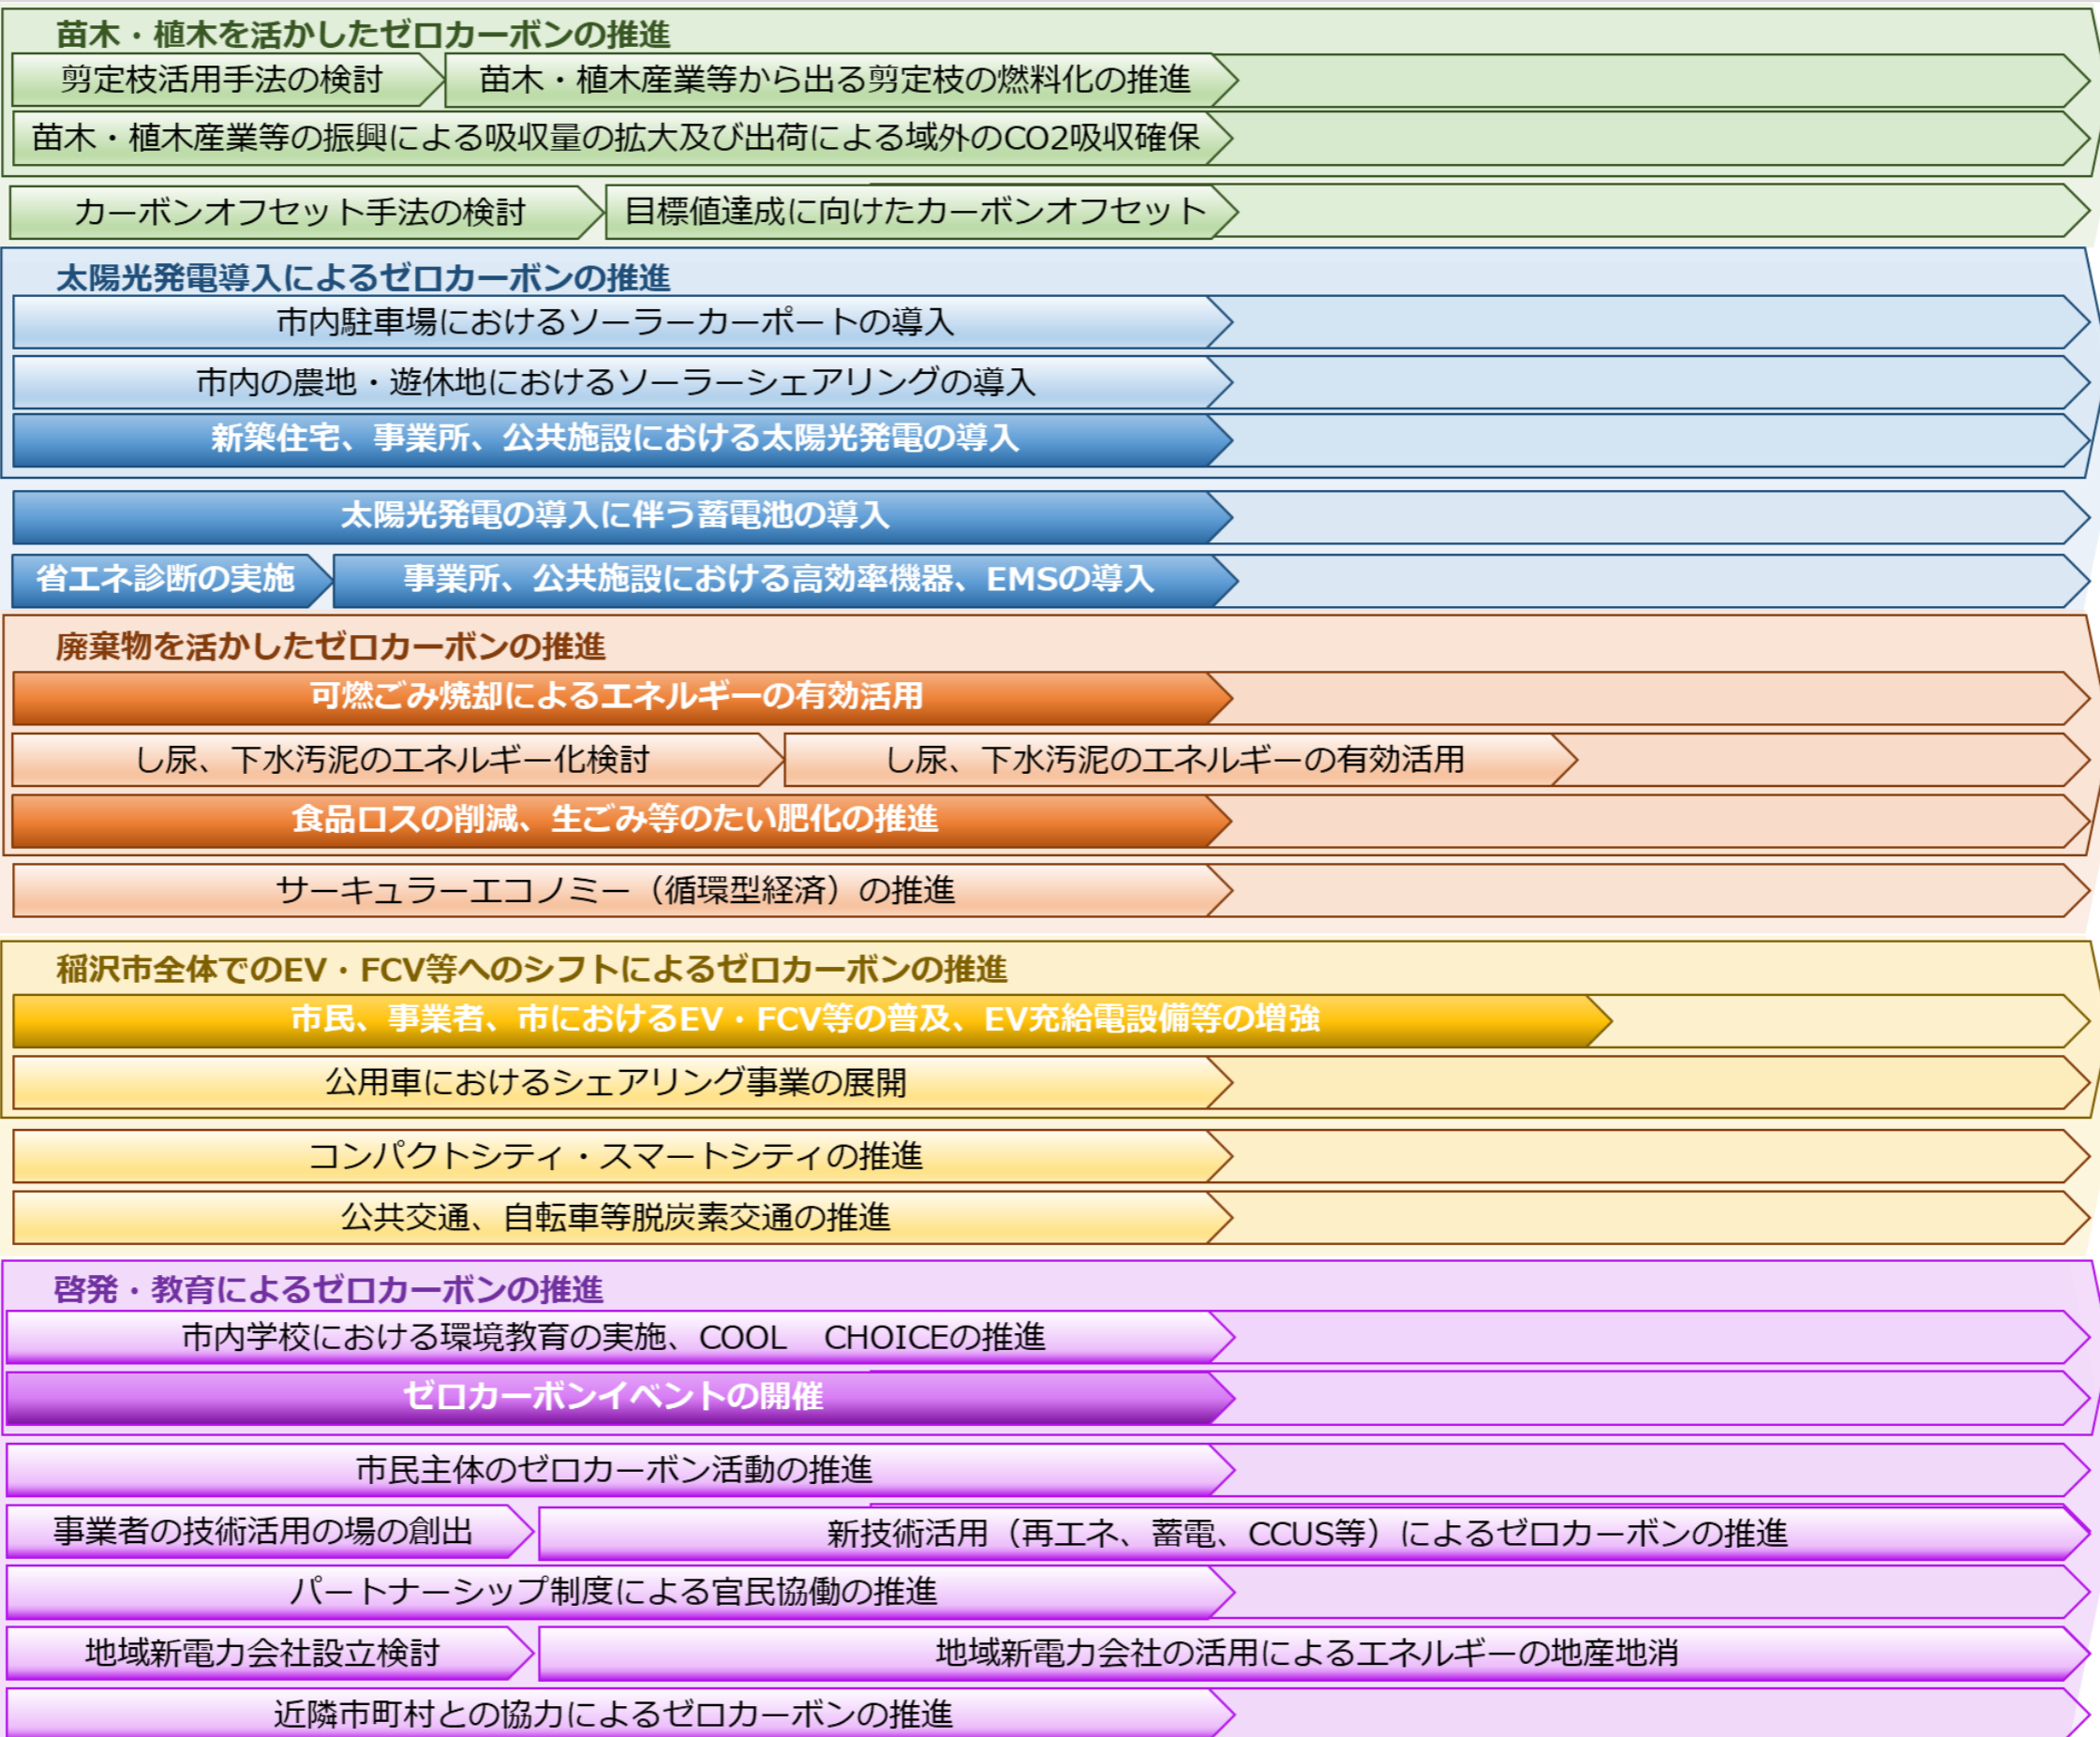 苗木・植木を活かしたゼロカーボンの推進
剪定枝活用手法の検討
苗木・植木産業等から出る剪定枝の燃料化の推進
苗木・植木産業等の振興による吸収量の拡大及び出荷による域外のCO2吸収確保
カーボンオフセット手法の検討
目標値達成に向けたカーボンオフセット
太陽光発電導入によるゼロカーボンの推進
市内駐車場におけるソーラーカーポートの導入
市内の農地・遊休地におけるソーラーシェアリングの導入
新築住宅、事業所、公共施設における太陽光発電の導入
太陽光発電の導入に伴う蓄電池の導入
省エネ診断の実施
事業所、公共施設における高効率機器、EMSの導入
廃棄物を活かしたゼロカーボンの推進
可燃ごみ焼却によるエネルギーの有効活用
し尿、下水汚泥のエネルギー化検討
し尿、下水汚泥のエネルギーの有効活用
食品ロスの削減、生ごみ等のたい肥化の推進
サーキュラーエコノミー（循環型経済）の推進
稲沢市全体でのEV・FCV等へのシフトによるゼロカーボンの推進
市民、事業者、市におけるEV・FCV等の普及、EV充給電設備等の増強
公用車におけるシェアリング事業の展開
コンパクトシティ・スマートシティの推進
公共交通、自転車等脱炭素交通の推進
啓発・教育によるゼロカーボンの推進
市内学校における環境教育の実施、COOL　CHOICEの推進
ゼロカーボンイベントの開催
市民主体のゼロカーボン活動の推進
事業者の技術活用の場の創出
新技術活用（再エネ、蓄電、CCUS等）によるゼロカーボンの推進
パートナーシップ制度による官民協働の推進
地域新電力会社設立検討
地域新電力会社の活用によるエネルギーの地産地消
近隣市町村との協力によるゼロカーボンの推進